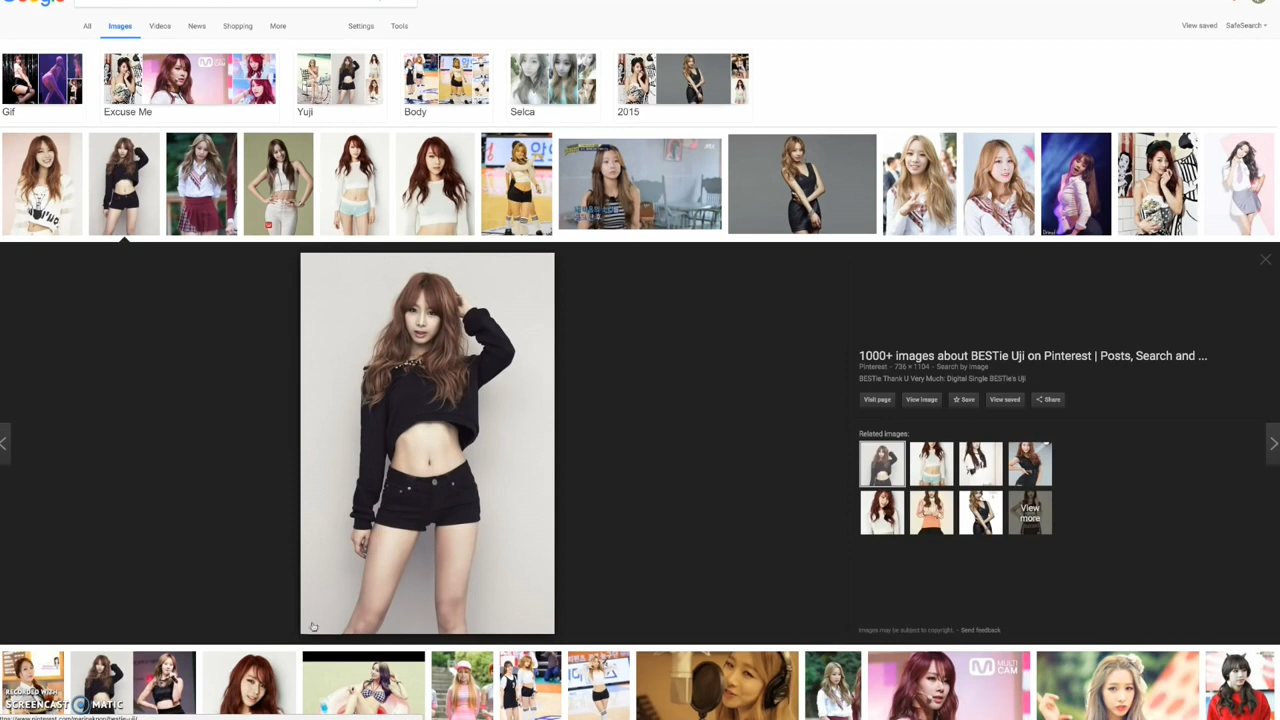 Google
All Images Videos News Shopping More Settings Tools View saved SafeSearch
Gif Excuse Me Yuji Body Selca 2015
1000+ images about BESTie Uji on Pinterest | Posts, Search and ...
Pinterest - 736 × 1104 - Search by image
BESTie Thank U Very Much: Digital Single BESTie's Uji
Visit page View image Save View saved Share
Related images:
View
more
Images may be subject to copyright. - Send feedback
MULTI
CAM
RECORDED WITH
SCREENCAST MATIC